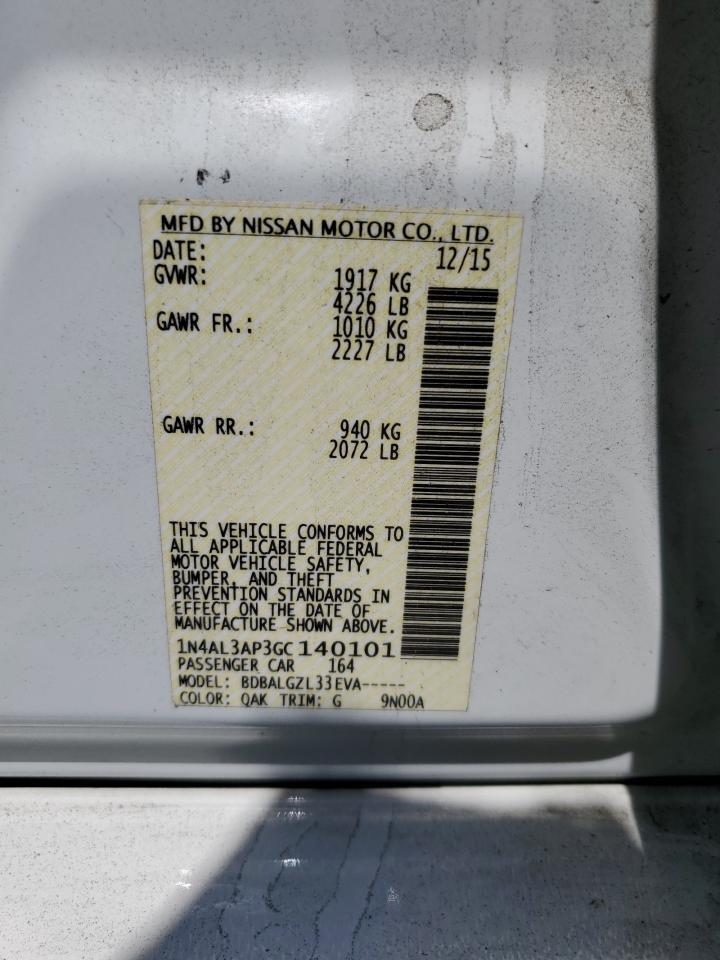 MFD BY NISSAN MOTOR CO., LTD.
DATE: 12/15
GVWR: 1917 KG
4226 LB
GAWR FR.: 1010 KG
2227 LB
GAWR RR.: 940 KG
2072 LB
THIS VEHICLE CONFORMS TO
ALL APPLICABLE FEDERAL
MOTOR VEHICLE SAFETY,
BUMPER, AND THEFT
PREVENTION STANDARDS IN
EFFECT ON THE DATE OF
MANUFACTURE SHOWN ABOVE.
1N4AL3AP3GC140101
PASSENGER CAR 164
MODEL: BDBALGZL33EVA-----
COLOR: QAK TRIM: G 9N00A